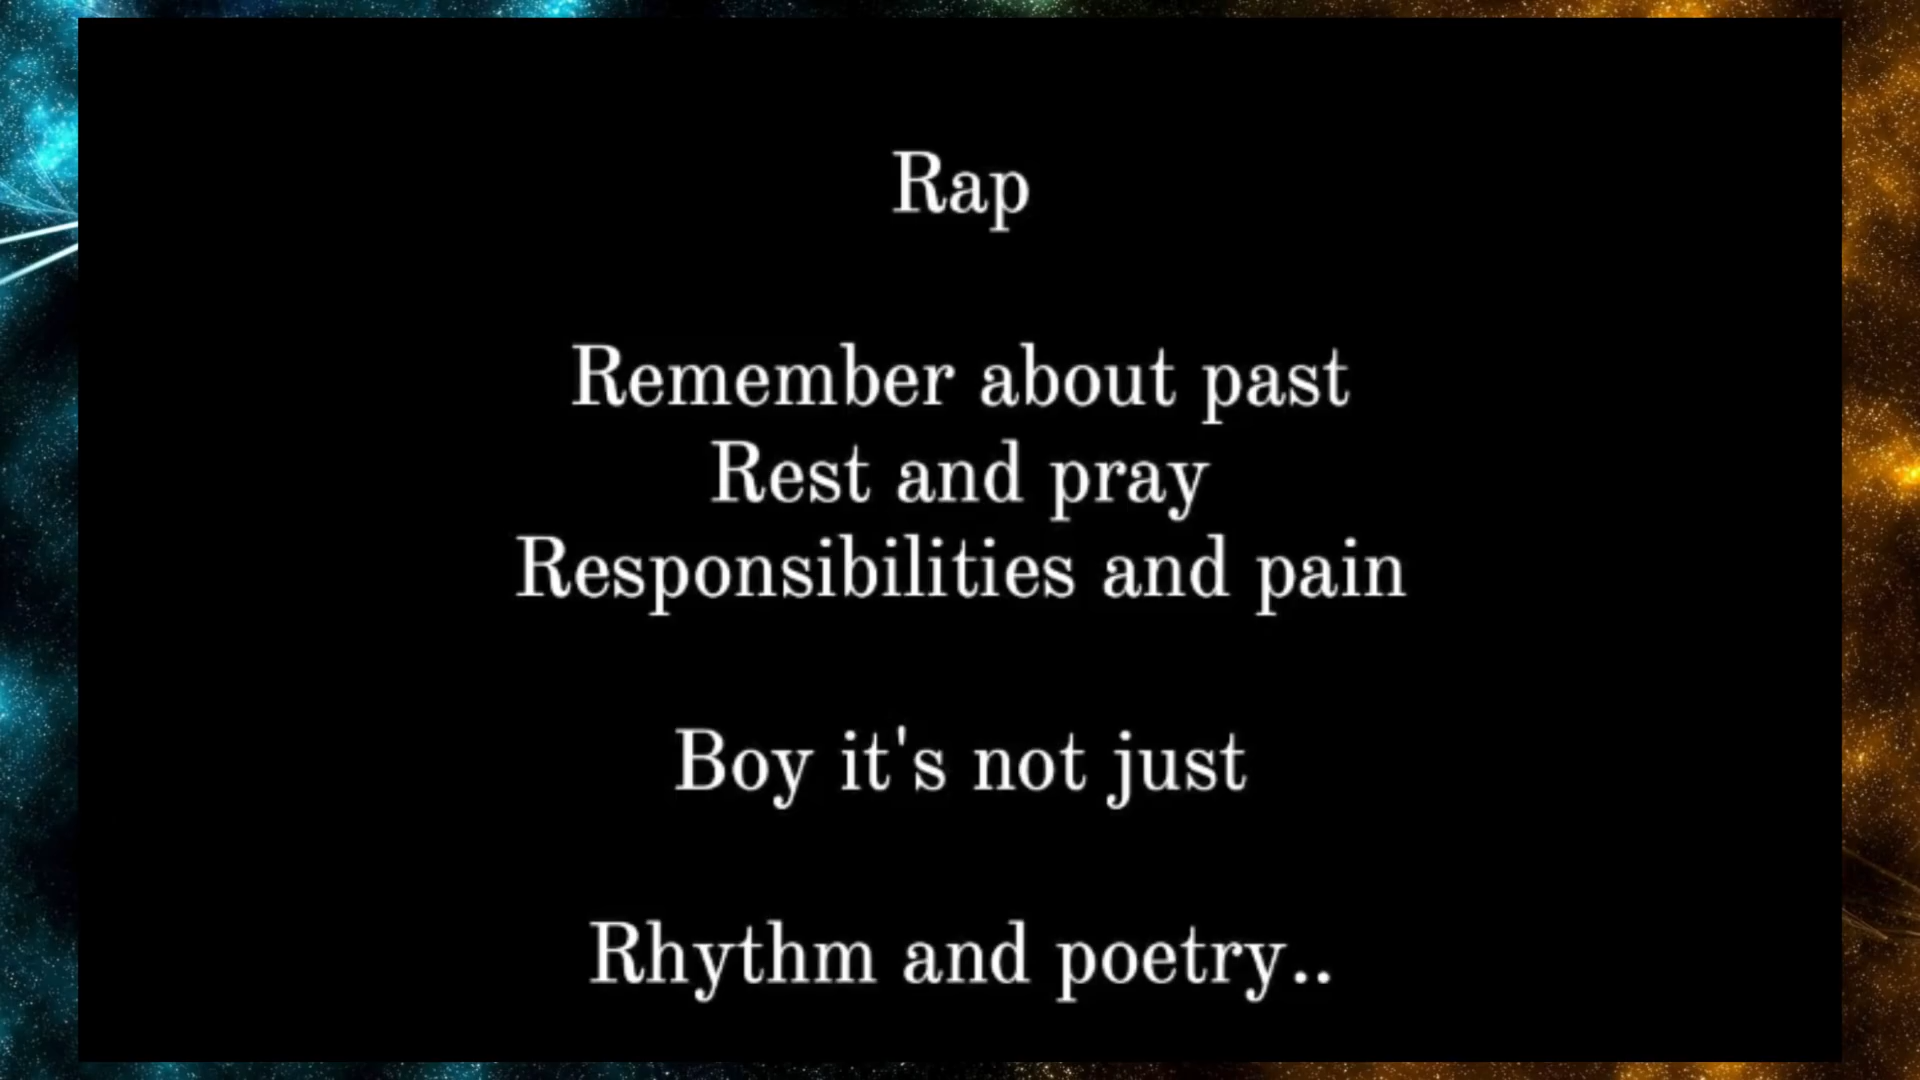 Rap
Remember about past
Rest and pray
Responsibilities and pain
Boy it's not just
Rhythm and poetry..